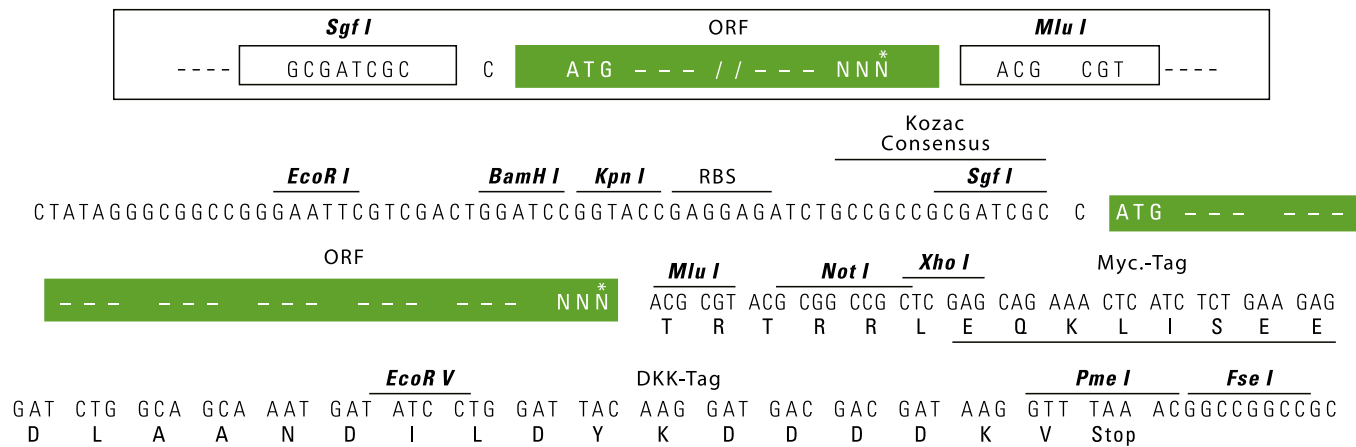 Sgf I ORF Mlu I
---- GCGATCGC C ATG --- //--- NNN* ACG CGT ----
Kozac
Consensus
EcoR I BamH I Kpn I RBS Sgf I
CTATAGGGCGGCCGGGAATTCGTCGACTGGATCCGGTACCGAGGAGATCTGCCGCCGCGATCGC C ATG --- ---
ORF Mlu I Not I Xho I Myc.-Tag
--- --- --- --- --- NNN* ACG CGT ACG CGG CCG CTC GAG CAG AAA CTC ATC TCT GAA GAG
T R T R R L E Q K L I S E E
EcoR V DKK-Tag Pme I Fse I
GAT CTG GCA GCA AAT GAT ATC CTG GAT TAC AAG GAT GAC GAC GAT AAG GTT TAA ACGGCCGGCCGC
D L A A N D I L D Y K D D D D K V Stop